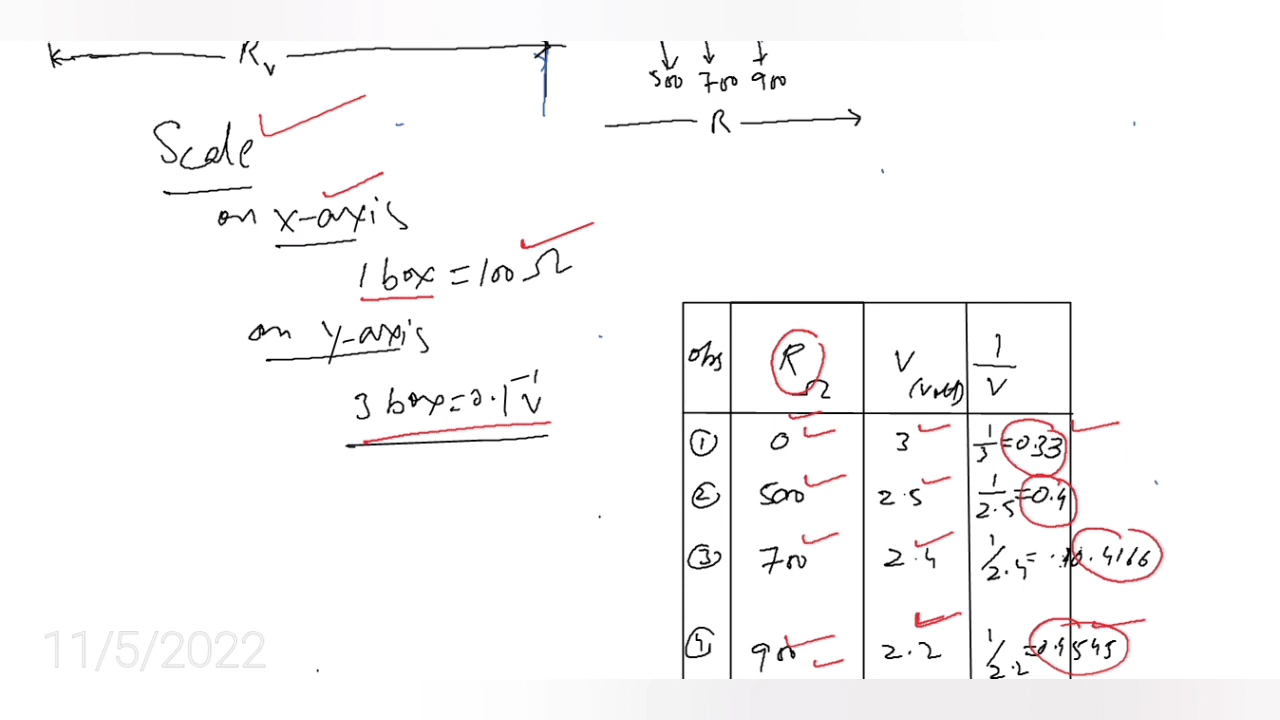 Rv
500 700 900
R
Scale
on x-axis
1 box = 100 Ω
on y-axis
3 box = 0.1 V⁻¹
obs R Ω V (Volt) 1/V
① 0 3 1/3 = 0.33
② 500 2.5 1/2.5 = 0.4
③ 700 2.4 1/2.4 = 0.4166
④ 900 2.2 1/2.2 = 0.4545
11/5/2022